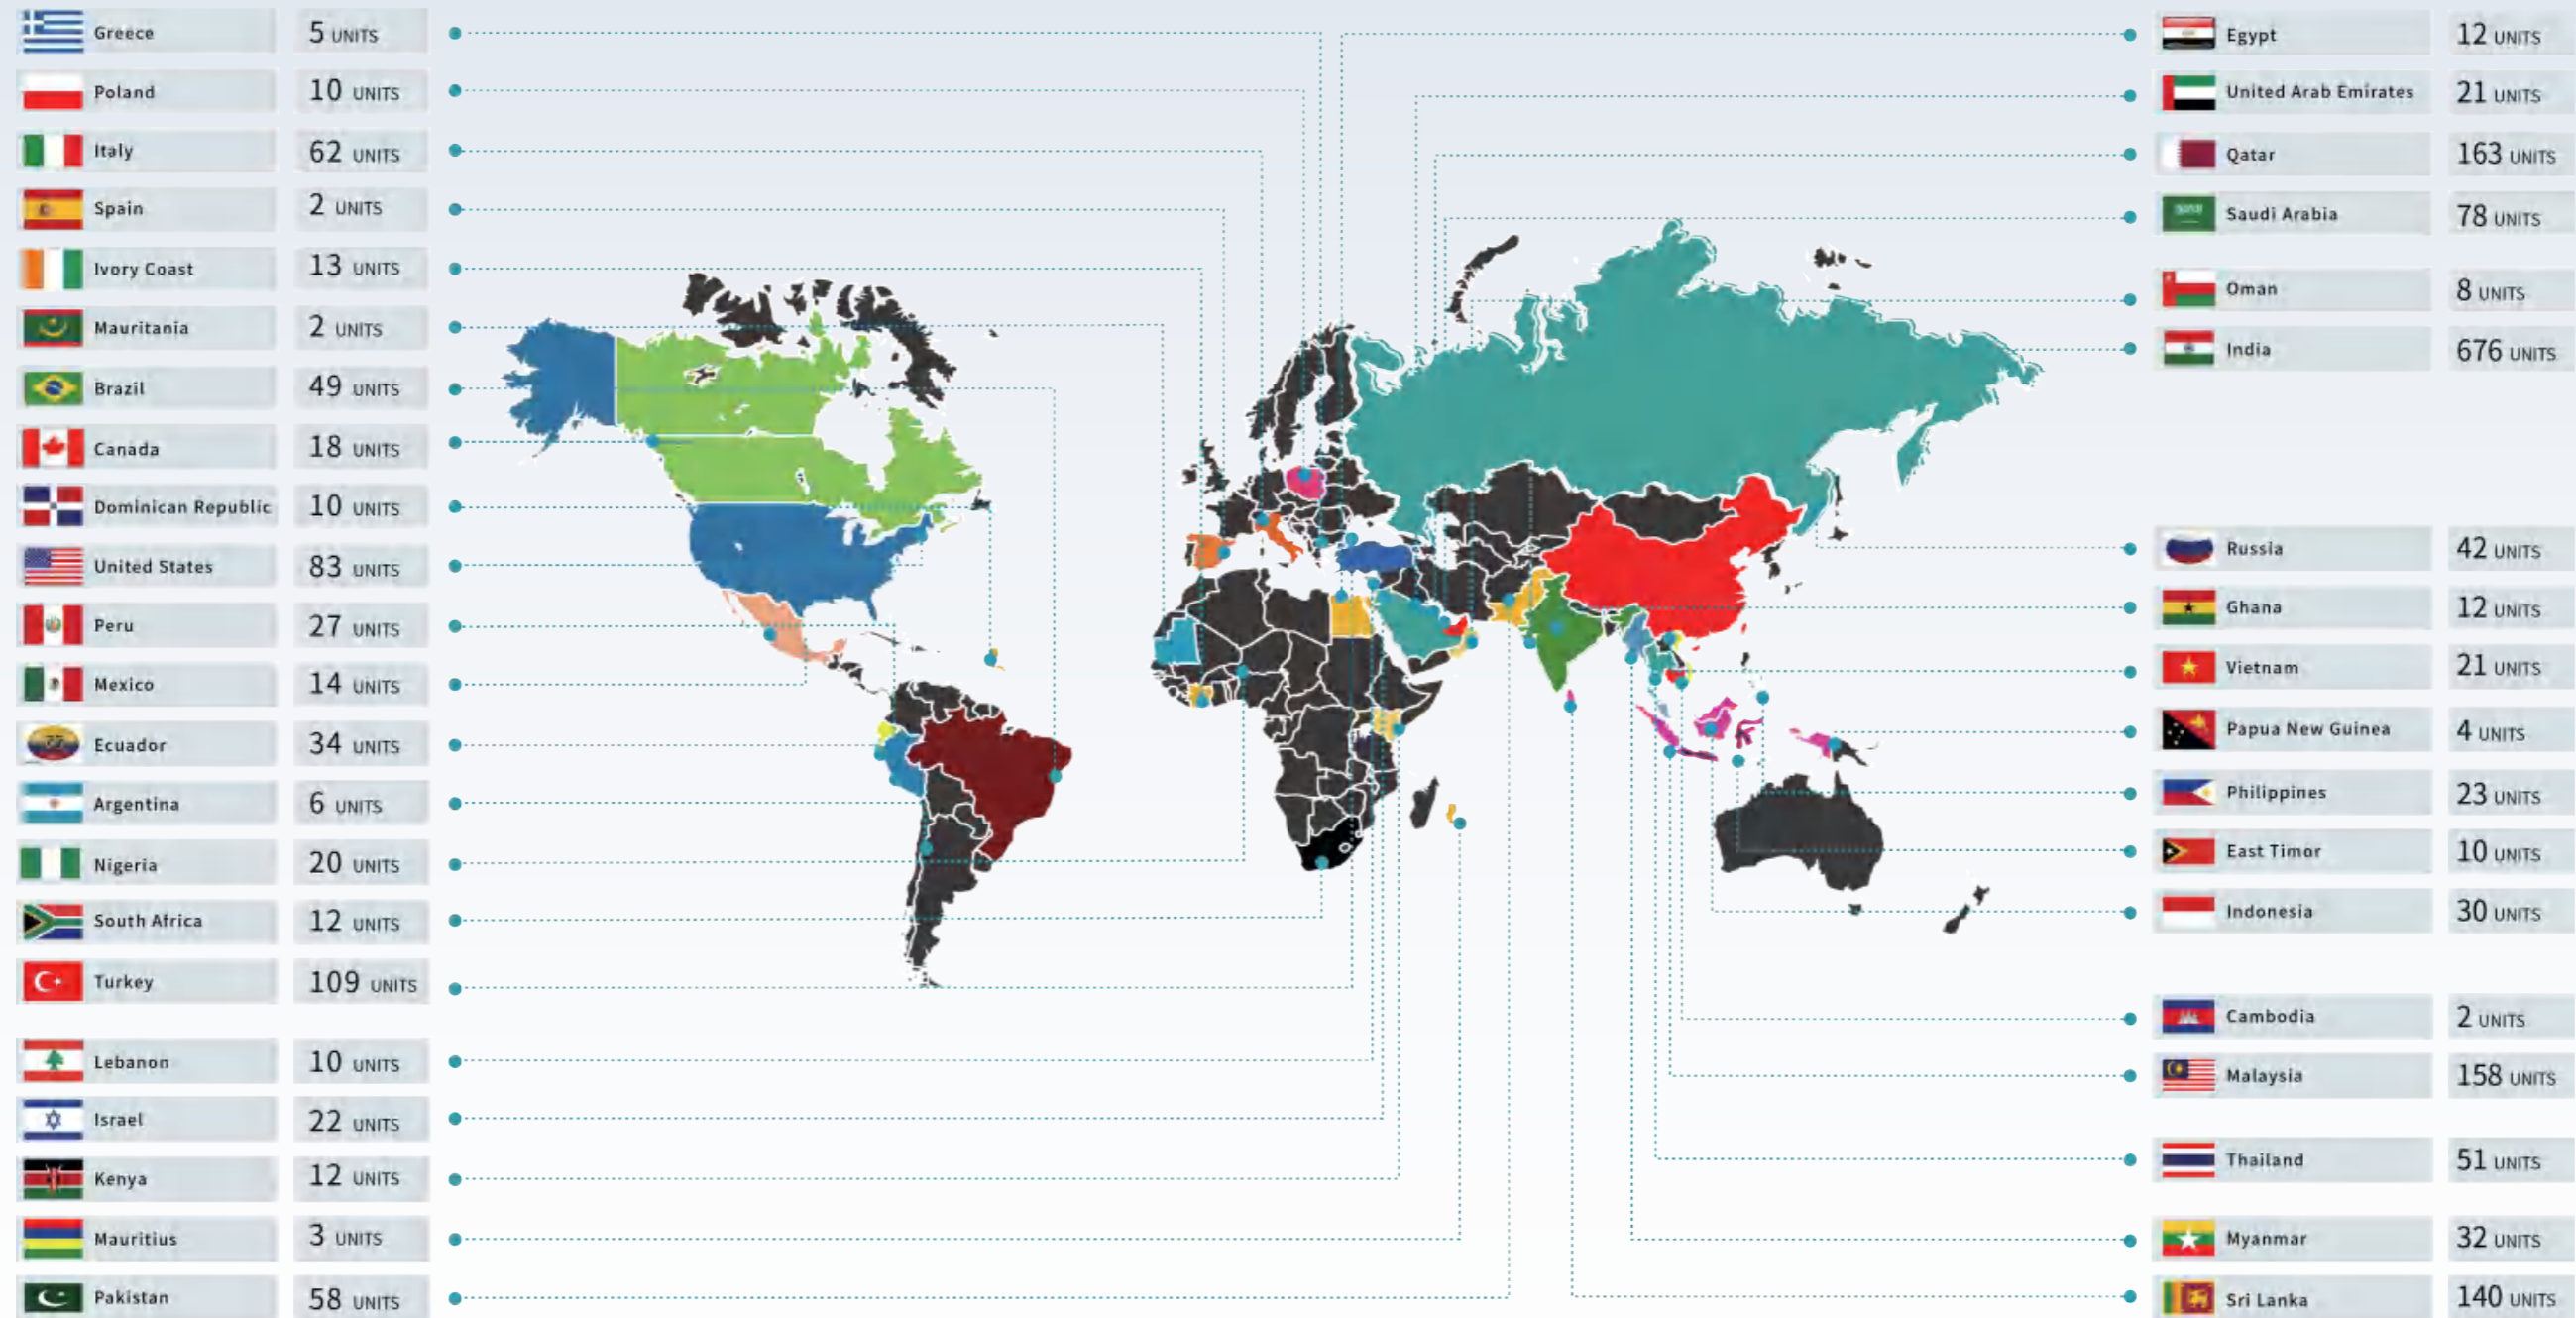 Greece 5 UNITS
Poland 10 UNITS
Italy 62 UNITS
Spain 2 UNITS
Ivory Coast 13 UNITS
Mauritania 2 UNITS
Brazil 49 UNITS
Canada 18 UNITS
Dominican Republic 10 UNITS
United States 83 UNITS
Peru 27 UNITS
Mexico 14 UNITS
Ecuador 34 UNITS
Argentina 6 UNITS
Nigeria 20 UNITS
South Africa 12 UNITS
Turkey 109 UNITS
Lebanon 10 UNITS
Israel 22 UNITS
Kenya 12 UNITS
Mauritius 3 UNITS
Pakistan 58 UNITS
Egypt 12 UNITS
United Arab Emirates 21 UNITS
Qatar 163 UNITS
Saudi Arabia 78 UNITS
Oman 8 UNITS
India 676 UNITS
Russia 42 UNITS
Ghana 12 UNITS
Vietnam 21 UNITS
Papua New Guinea 4 UNITS
Philippines 23 UNITS
East Timor 10 UNITS
Indonesia 30 UNITS
Cambodia 2 UNITS
Malaysia 158 UNITS
Thailand 51 UNITS
Myanmar 32 UNITS
Sri Lanka 140 UNITS